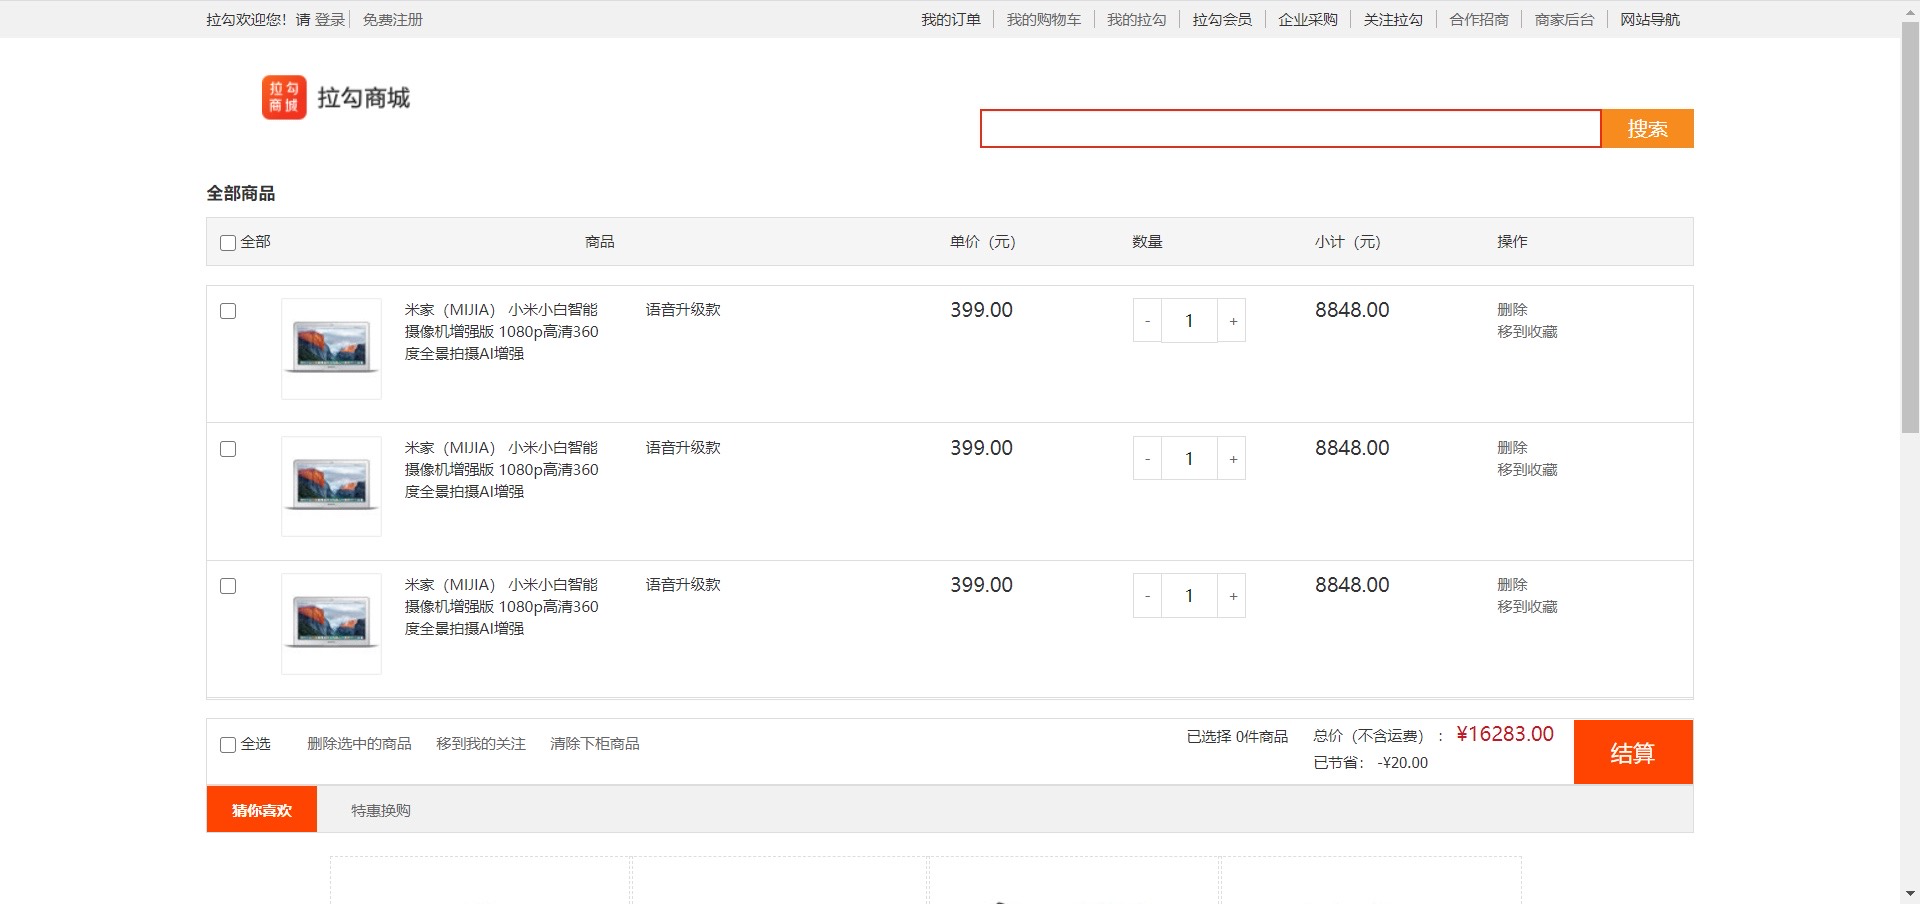 拉勾欢迎您！请 登录 免费注册 我的订单 我的购物车 我的拉勾 拉勾会员 企业采购 关注拉勾 合作招商 商家后台 网站导航
拉勾
商城
拉勾商城
搜索
全部商品
全部 商品 单价（元） 数量 小计（元） 操作
米家（MIJIA） 小米小白智能 语音升级款 399.00 - 1 + 8848.00 删除
摄像机增强版 1080p高清360 移到收藏
度全景拍摄AI增强
米家（MIJIA） 小米小白智能 语音升级款 399.00 - 1 + 8848.00 删除
摄像机增强版 1080p高清360 移到收藏
度全景拍摄AI增强
米家（MIJIA） 小米小白智能 语音升级款 399.00 - 1 + 8848.00 删除
摄像机增强版 1080p高清360 移到收藏
度全景拍摄AI增强
全选 删除选中的商品 移到我的关注 清除下柜商品 已选择 0件商品 总价（不含运费） ： ¥16283.00 结算
已节省： -¥20.00
猜你喜欢 特惠换购